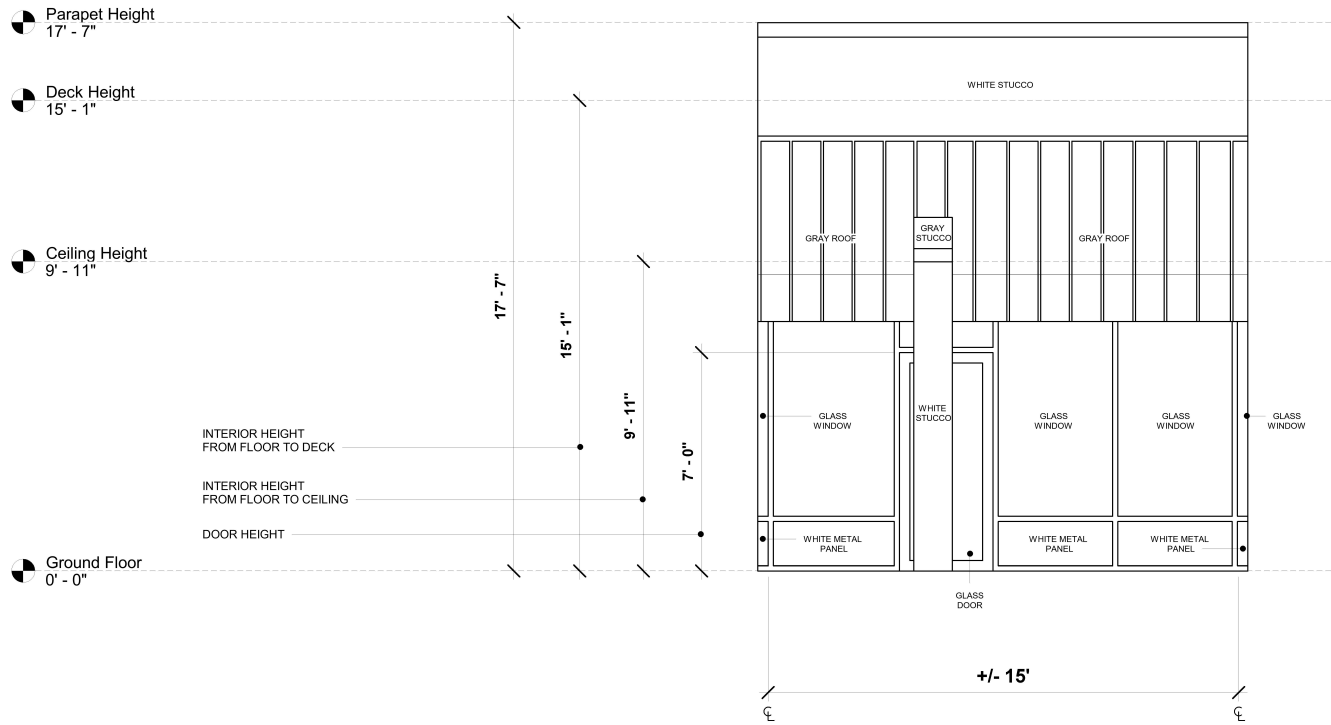 Parapet Height
17' - 7"
Deck Height
15' - 1"
WHITE STUCCO
GRAY
STUCCO
GRAY ROOF
GRAY ROOF
Ceiling Height
9' - 11"
17' - 7"
15' - 1"
9' - 11"
7' - 0"
INTERIOR HEIGHT
FROM FLOOR TO DECK
INTERIOR HEIGHT
FROM FLOOR TO CEILING
DOOR HEIGHT
GLASS
WINDOW
WHITE
STUCCO
GLASS
WINDOW
GLASS
WINDOW
GLASS
WINDOW
WHITE METAL
PANEL
WHITE METAL
PANEL
WHITE METAL
PANEL
Ground Floor
0' - 0"
GLASS
DOOR
+/- 15'
℄
℄